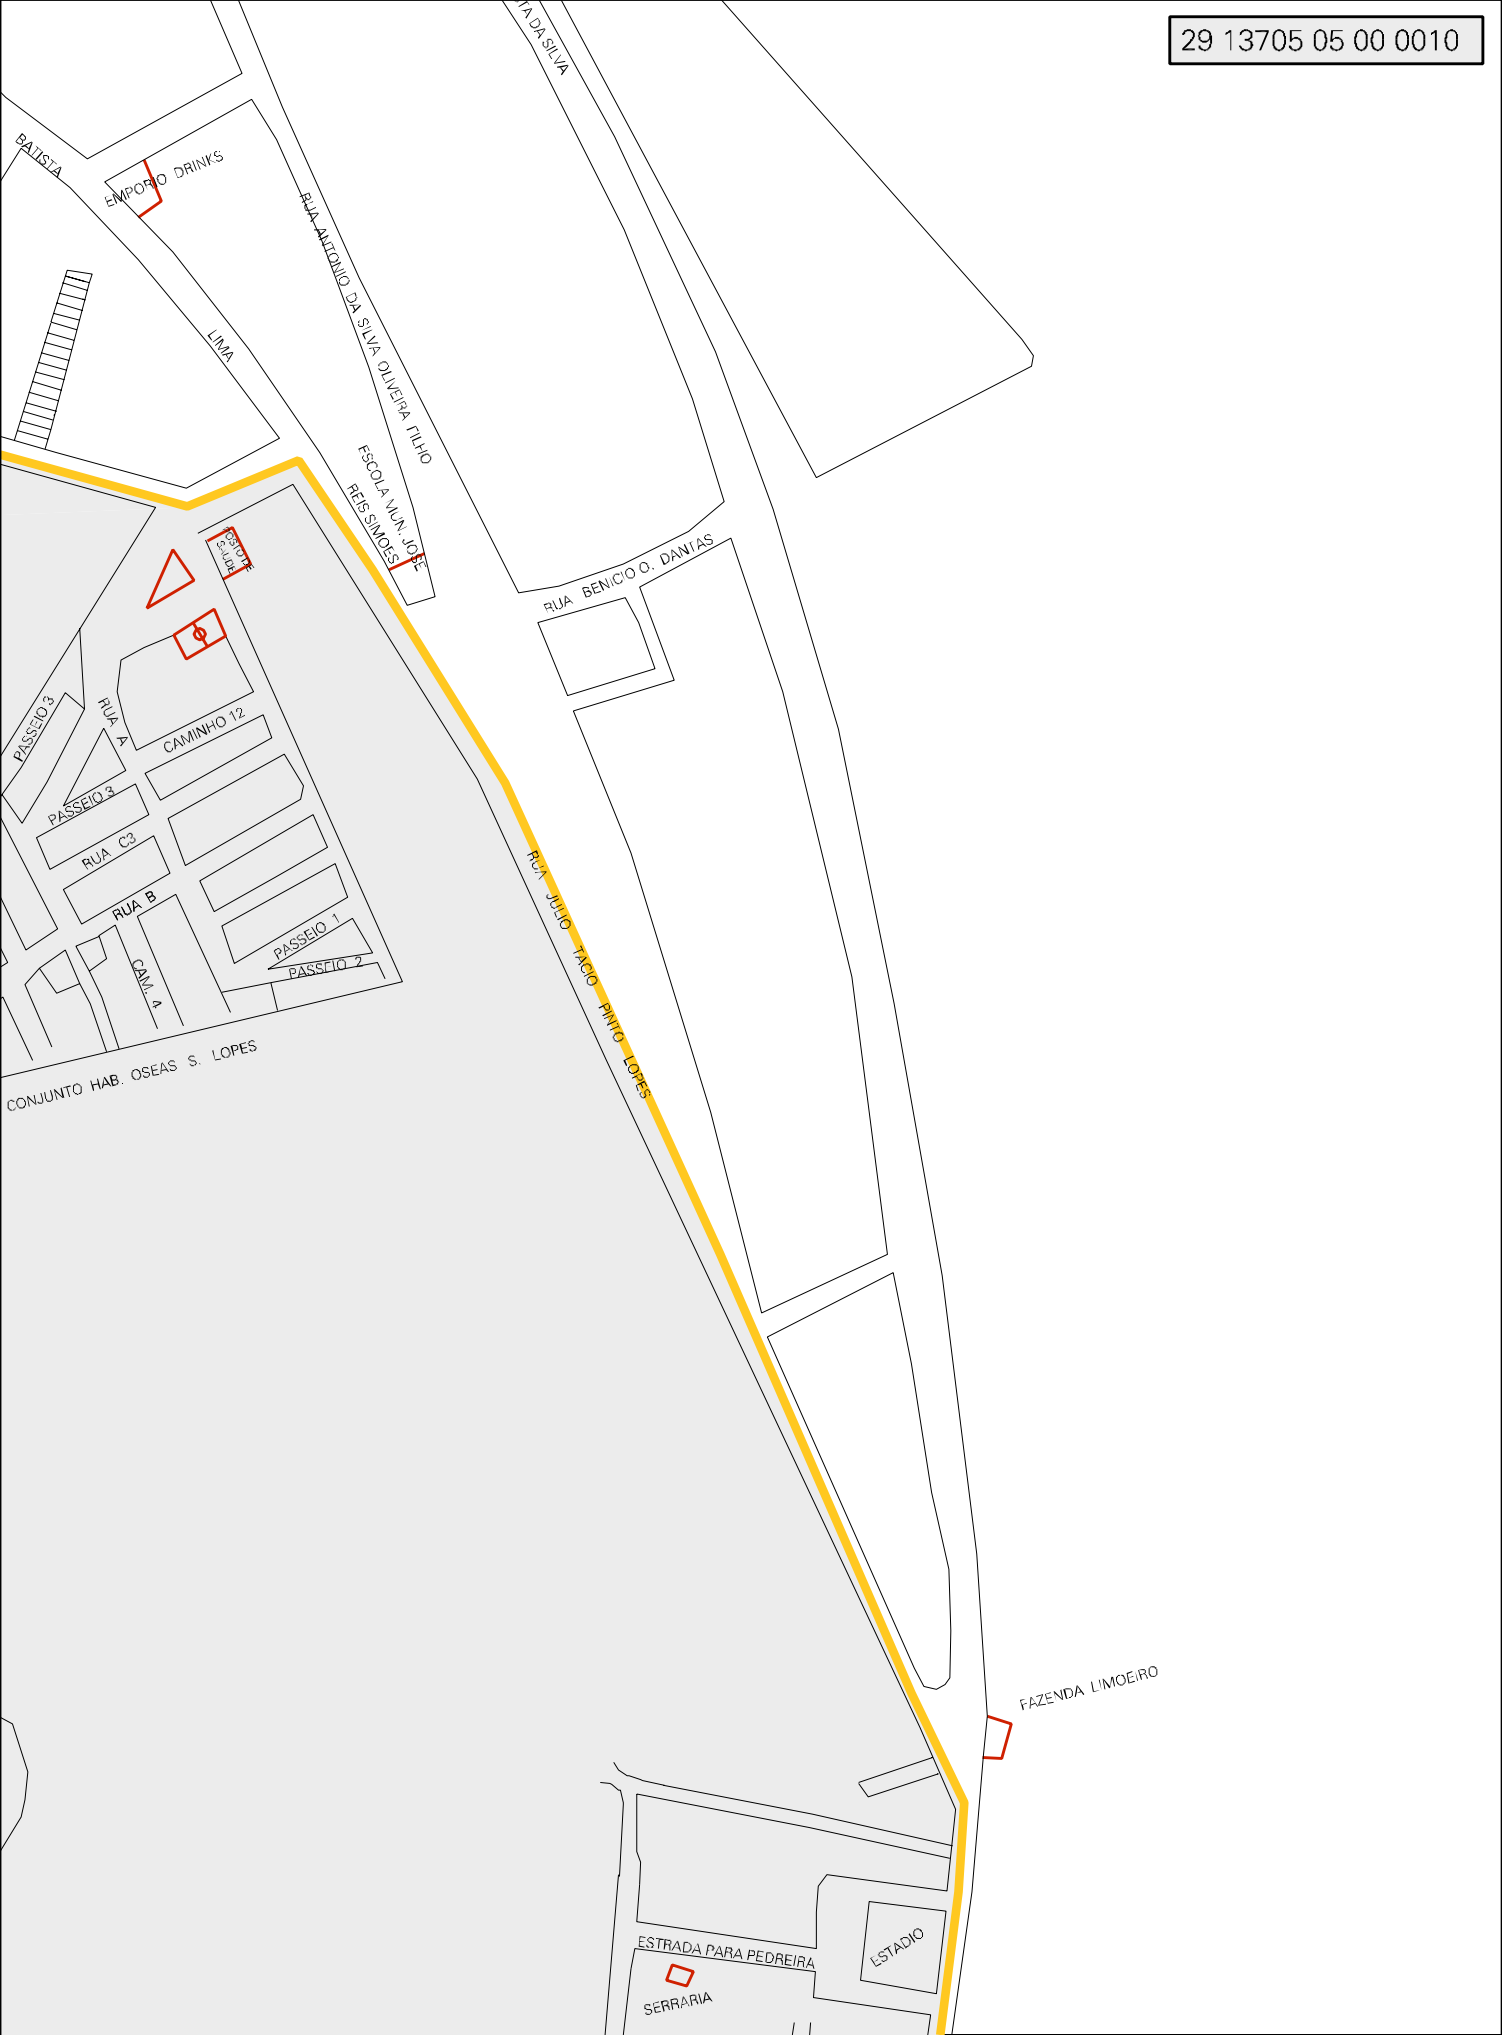 TA DA SILVA
29 13705 05 00 0010
BATISTA
EMPORIO DRINKS
RUA ANTONIO DA SILVA OLIVEIRA FILHO
LIMA
ESCOLA MUN. JOSE
REIS SIMOES
POSTO DE
SAUDE
RUA BENICIO O. DANTAS
PASSEIO 3
RUA A
CAMINHO 12
PASSEIO 3
RUA C3
RUA B
PASSEIO 1
PASSEIO 2
CAM. 4
CONJUNTO HAB. OSEAS S. LOPES
RUA JULIO TACIO PINTO LOPES
FAZENDA LIMOEIRO
ESTADIO
ESTRADA PARA PEDREIRA
SERRARIA